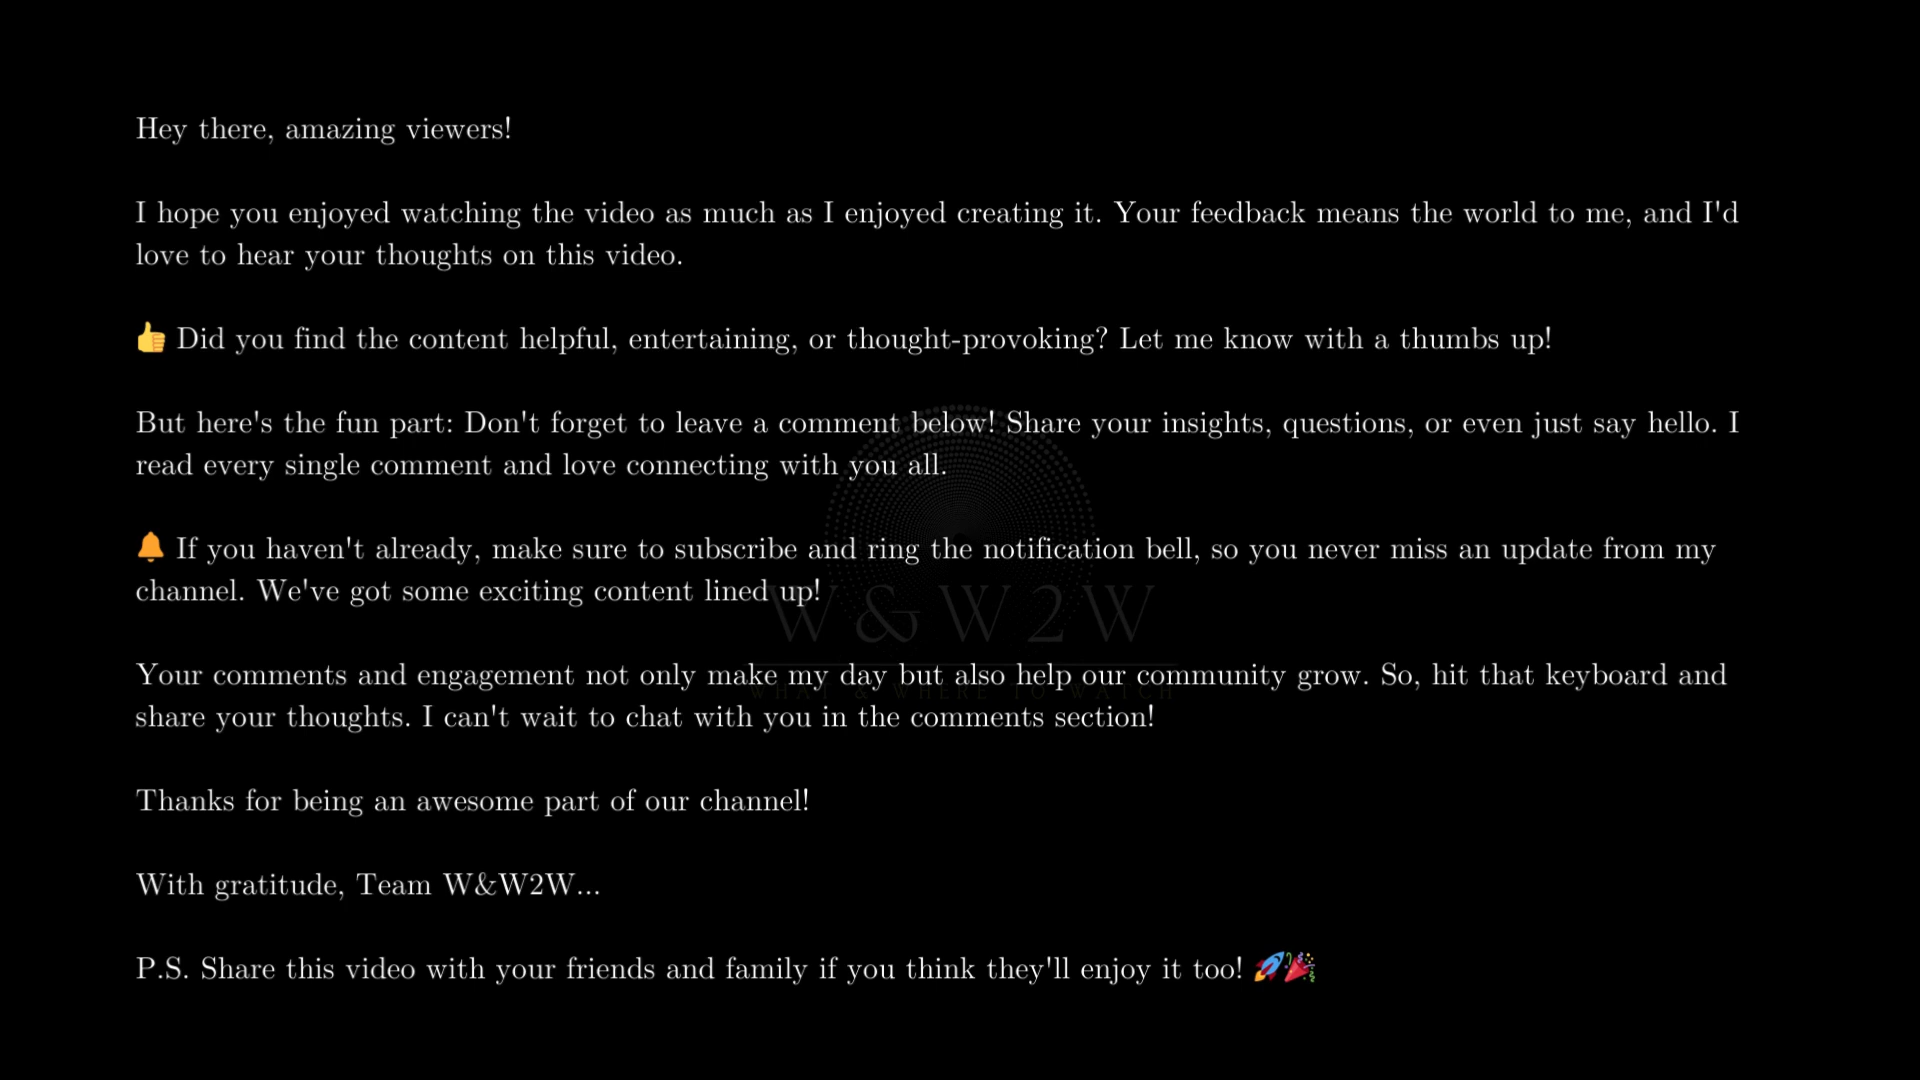 Hey there, amazing viewers!
I hope you enjoyed watching the video as much as I enjoyed creating it. Your feedback means the world to me, and I'd
love to hear your thoughts on this video.
👍 Did you find the content helpful, entertaining, or thought-provoking? Let me know with a thumbs up!
But here's the fun part: Don't forget to leave a comment below! Share your insights, questions, or even just say hello. I
read every single comment and love connecting with you all.
🔔 If you haven't already, make sure to subscribe and ring the notification bell, so you never miss an update from my
channel. We've got some exciting content lined up!
W&W2W
Your comments and engagement not only make my day but also help our community grow. So, hit that keyboard and
WHAT & WHERE TO WATCH
share your thoughts. I can't wait to chat with you in the comments section!
Thanks for being an awesome part of our channel!
With gratitude, Team W&W2W...
P.S. Share this video with your friends and family if you think they'll enjoy it too! 🚀🎉